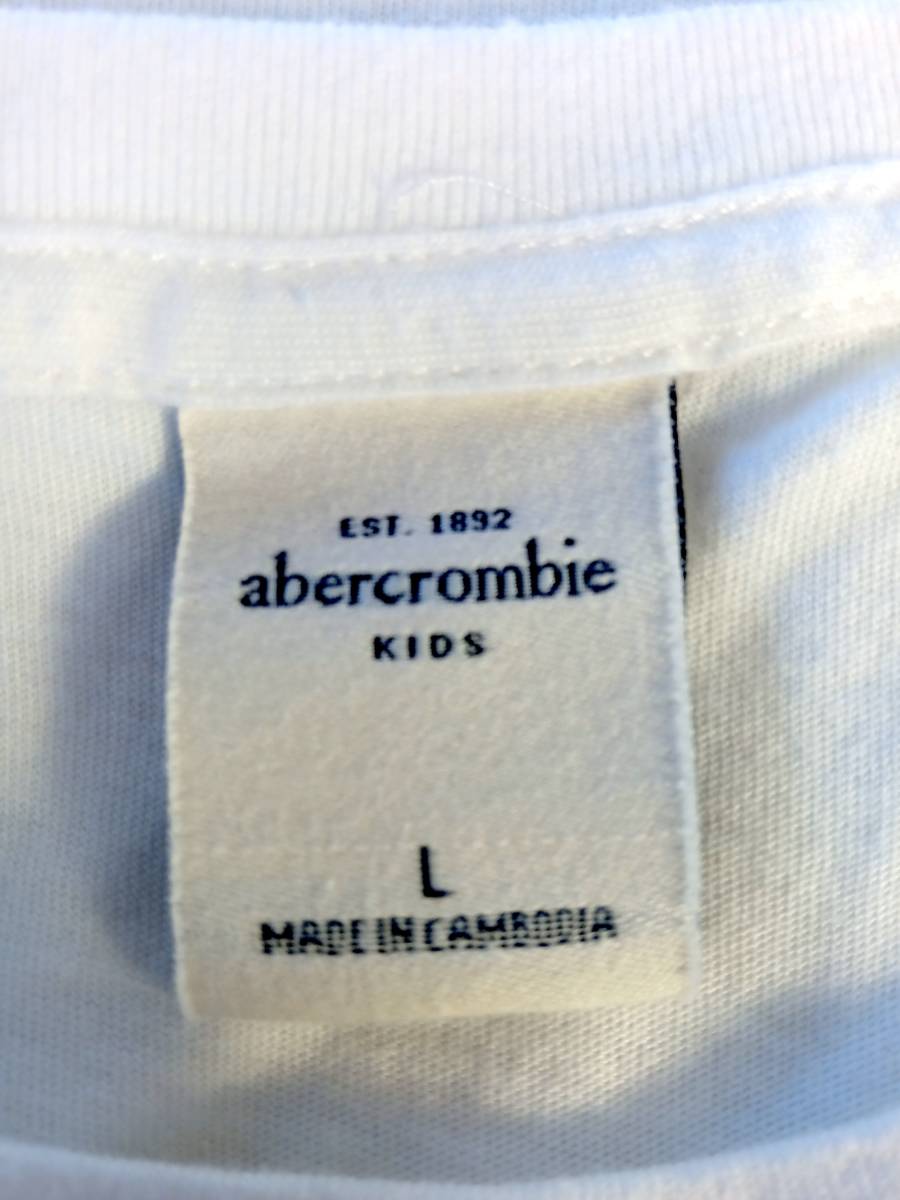 EST. 1892
abercrombie
KIDS
L
MADE IN CAMBODIA